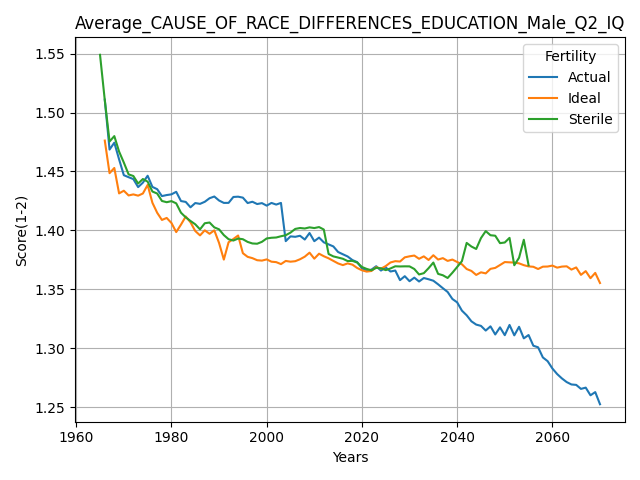 Average_CAUSE_OF_RACE_DIFFERENCES_EDUCATION_Male_Q2_IQ
Fertility
Actual
Ideal
Sterile
Score(1-2)
1.55
1.50
1.45
1.40
1.35
1.30
1.25
1960 1980 2000 2020 2040 2060
Years